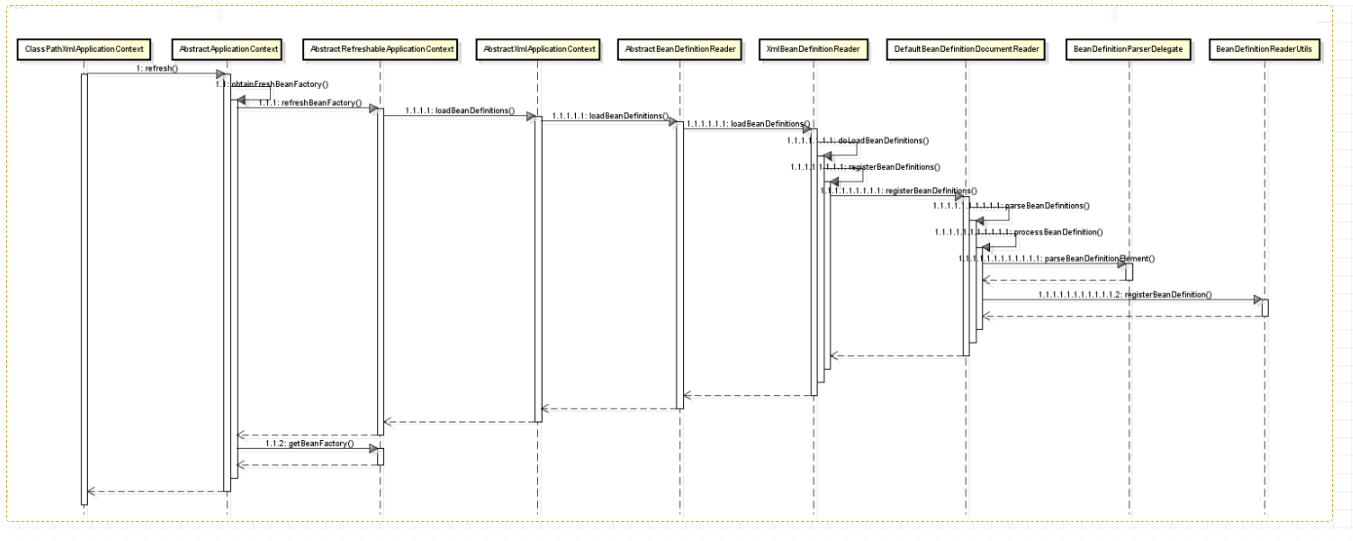 ClassPathXmlApplicationContext
AbstractApplicationContext
AbstractRefreshableApplicationContext
AbstractXmlApplicationContext
AbstractBeanDefinitionReader
XmlBeanDefinitionReader
DefaultBeanDefinitionDocumentReader
BeanDefinitionParserDelegate
BeanDefinitionReaderUtils
1: refresh()
1.1: obtainFreshBeanFactory()
1.1.1: refreshBeanFactory()
1.1.1.1: loadBeanDefinitions()
1.1.1.1.1: loadBeanDefinitions()
1.1.1.1.1.1: loadBeanDefinitions()
1.1.1.1.1.1.1: doLoadBeanDefinitions()
1.1.1.1.1.1.1.1: registerBeanDefinitions()
1.1.1.1.1.1.1.1.1: registerBeanDefinitions()
1.1.1.1.1.1.1.1.1.1: parseBeanDefinitions()
1.1.1.1.1.1.1.1.1.1.1: processBeanDefinition()
1.1.1.1.1.1.1.1.1.1.1.1: parseBeanDefinitionElement()
1.1.1.1.1.1.1.1.1.1.1.2: registerBeanDefinition()
1.1.2: getBeanFactory()